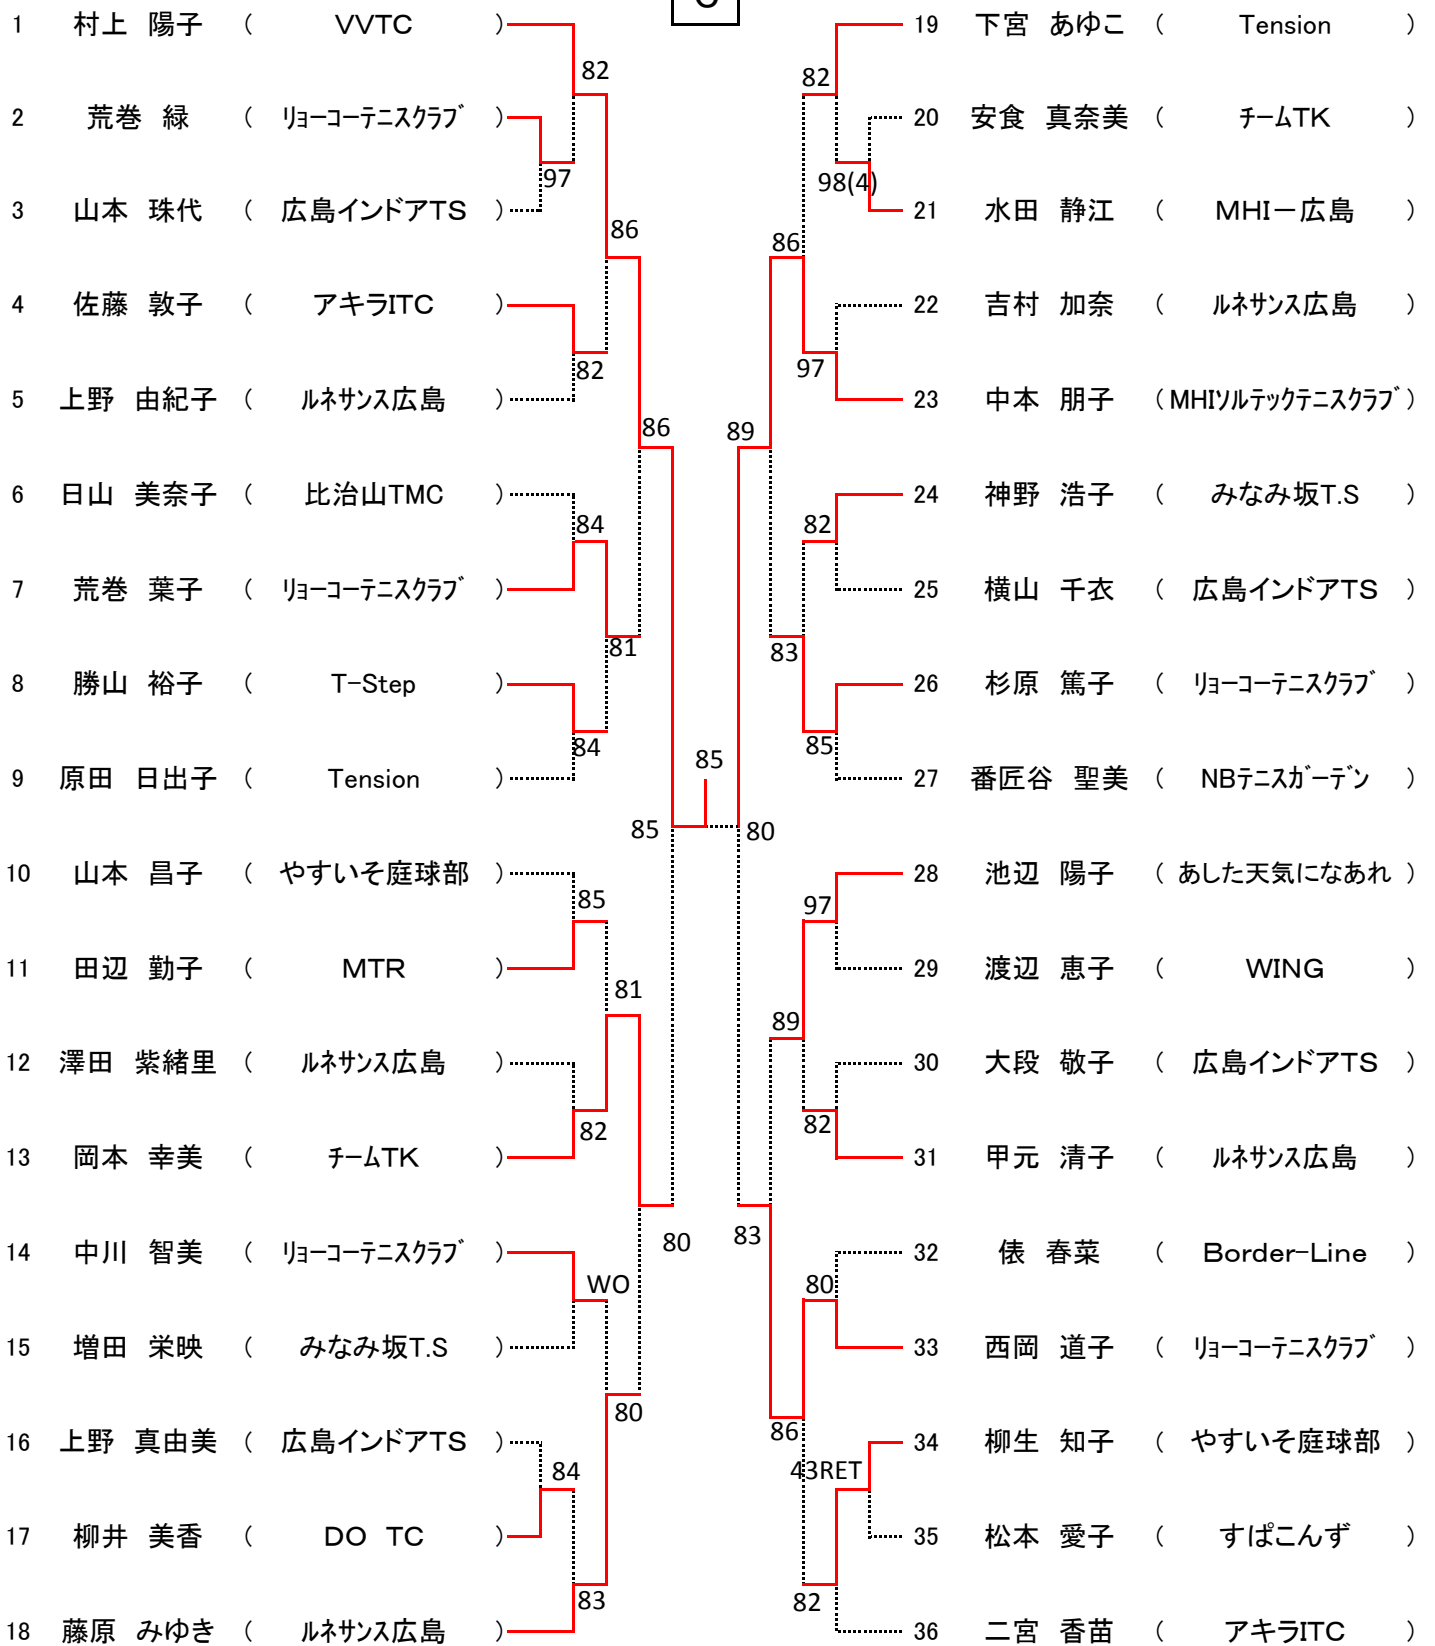 1 村上 陽子 ( VVTC )
82
2 荒巻 緑 ( リョーコーテニスクラブ )
97
3 山本 珠代 ( 広島インドアTS )
86
4 佐藤 敦子 ( アキラITC )
82
5 上野 由紀子 ( ルネサンス広島 )
86
6 日山 美奈子 ( 比治山TMC )
84
7 荒巻 葉子 ( リョーコーテニスクラブ )
81
8 勝山 裕子 ( T-Step )
84
9 原田 日出子 ( Tension )
85
10 山本 昌子 ( やすいそ庭球部 )
85
11 田辺 勤子 ( MTR )
81
12 澤田 紫緒里 ( ルネサンス広島 )
82
13 岡本 幸美 ( チームTK )
80
14 中川 智美 ( リョーコーテニスクラブ )
WO
15 増田 栄映 ( みなみ坂T.S )
80
16 上野 真由美 ( 広島インドアTS )
84
17 柳井 美香 ( DO TC )
83
18 藤原 みゆき ( ルネサンス広島 )
85
19 下宮 あゆこ ( Tension )
82
20 安食 真奈美 ( チームTK )
98(4)
21 水田 静江 ( MHI－広島 )
86
22 吉村 加奈 ( ルネサンス広島 )
97
23 中本 朋子 ( MHIソルテックテニスクラブ )
89
24 神野 浩子 ( みなみ坂T.S )
82
25 横山 千衣 ( 広島インドアTS )
83
26 杉原 篤子 ( リョーコーテニスクラブ )
85
27 番匠谷 聖美 ( NBテニスガーデン )
80
28 池辺 陽子 ( あした天気になあれ )
97
29 渡辺 恵子 ( WING )
89
30 大段 敬子 ( 広島インドアTS )
82
31 甲元 清子 ( ルネサンス広島 )
83
32 俵 春菜 ( Border-Line )
80
33 西岡 道子 ( リョーコーテニスクラブ )
86
34 柳生 知子 ( やすいそ庭球部 )
43RET
35 松本 愛子 ( すぱこんず )
82
36 二宮 香苗 ( アキラITC )